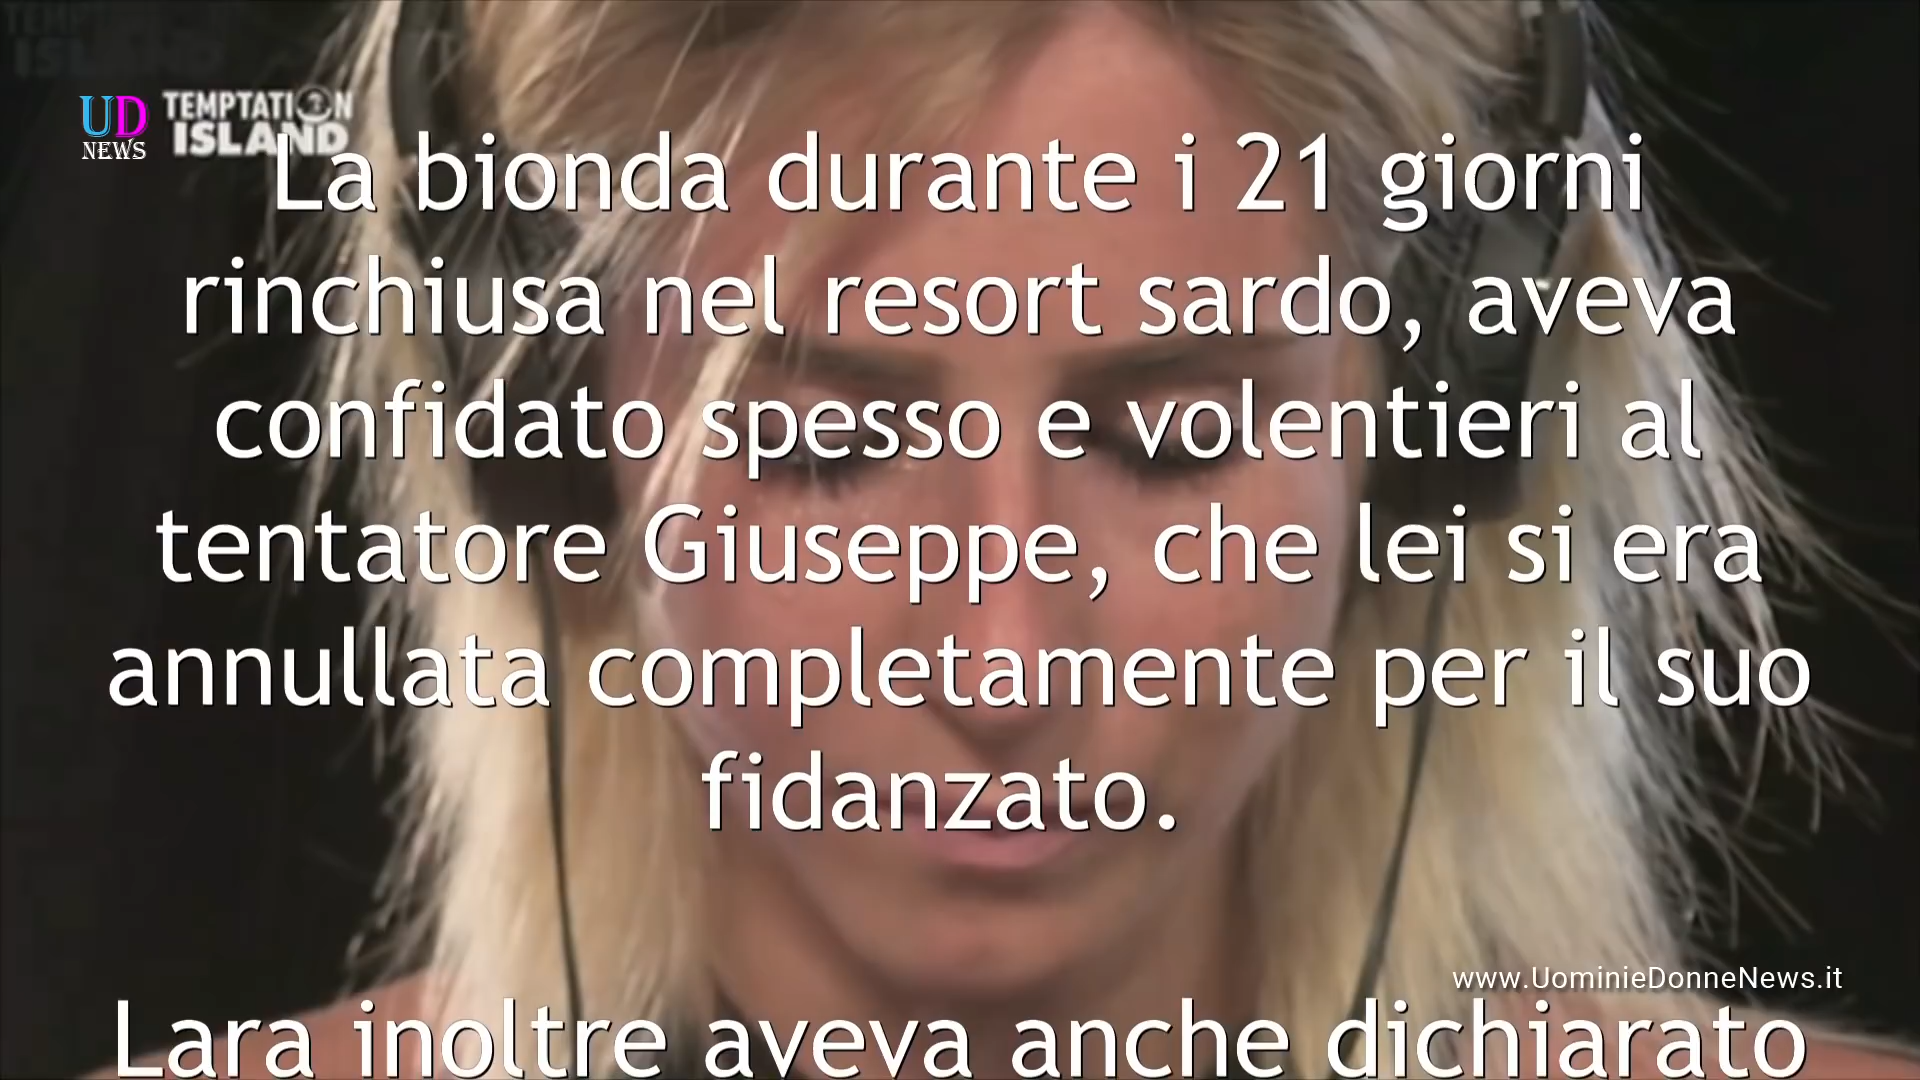 TEMPTATION
ISLAND
UD
NEWS
TEMPTATION
ISLAND
La bionda durante i 21 giorni
rinchiusa nel resort sardo, aveva
confidato spesso e volentieri al
tentatore Giuseppe, che lei si era
annullata completamente per il suo
fidanzato.
www.UominieDonneNews.it
Lara inoltre aveva anche dichiarato